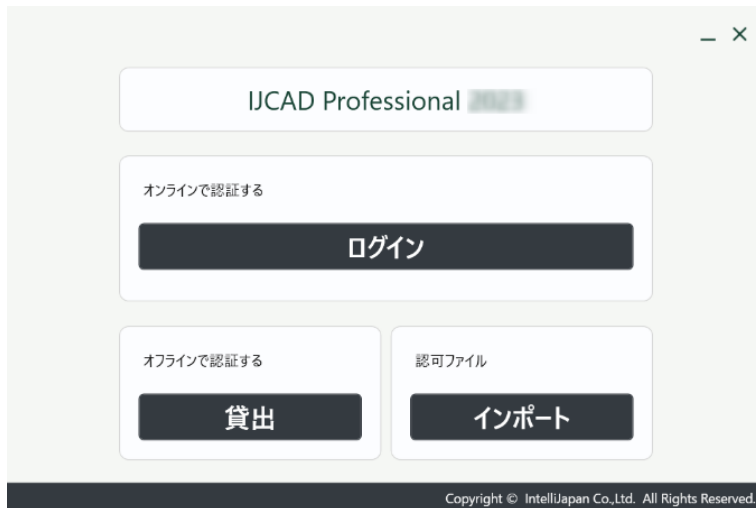 IJCAD Professional
オンラインで認証する
ログイン
オフラインで認証する
貸出
認可ファイル
インポート
Copyright © IntelliJapan Co.,Ltd. All Rights Reserved.